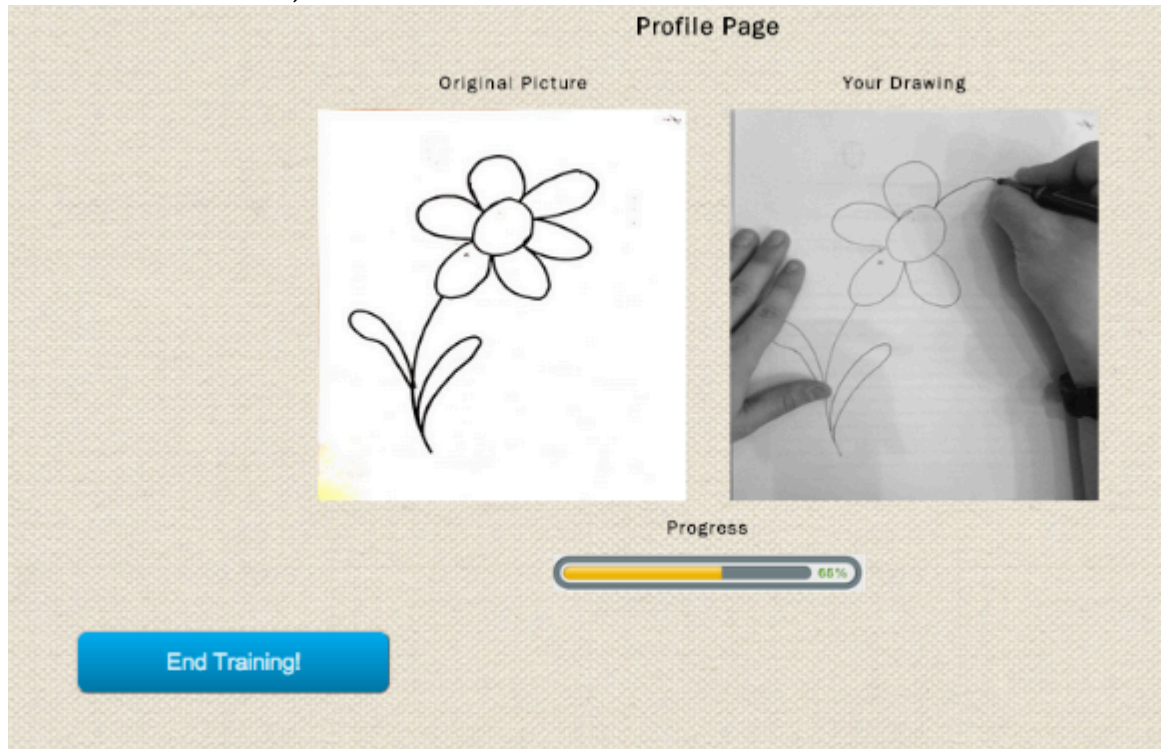 Profile Page
Original Picture
Your Drawing
Progress
65%
End Training!